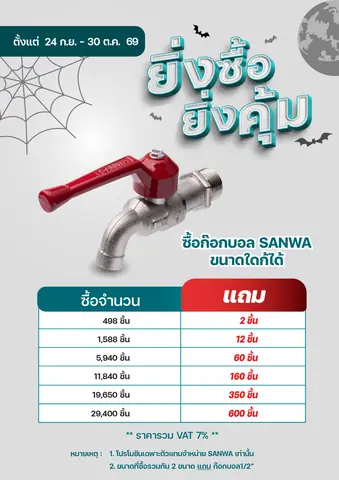 ตั้งแต่ 24 ก.ย. - 30 ต.ค. 69
ยิ่งซื้อ
ยิ่งคุ้ม
ซื้อก๊อกบอล SANWA
ขนาดใดก็ได้
ซื้อจำนวน แถม
498 ชิ้น 2 ชิ้น
1,588 ชิ้น 12 ชิ้น
5,940 ชิ้น 60 ชิ้น
11,840 ชิ้น 160 ชิ้น
19,650 ชิ้น 350 ชิ้น
29,400 ชิ้น 600 ชิ้น
** ราคารวม VAT 7% **
หมายเหตุ : 1. โปรโมชันเฉพาะตัวแทนจำหน่าย SANWA เท่านั้น
2. ขนาดที่ซื้อรวมกัน 2 ขนาด แถม ก๊อกบอล1/2"